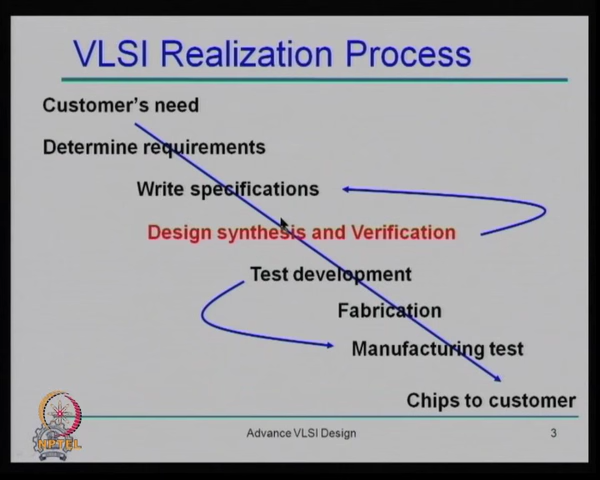 VLSI Realization Process
Customer's need
Determine requirements
Write specifications
Design synthesis and Verification
Test development
Fabrication
Manufacturing test
Chips to customer
NPTEL
Advance VLSI Design
3